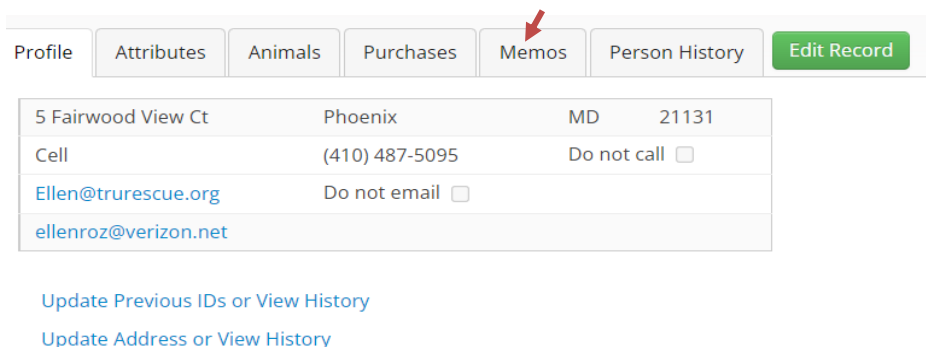 Profile Attributes Animals Purchases Memos Person History Edit Record
5 Fairwood View Ct Phoenix MD 21131
Cell (410) 487-5095 Do not call
Ellen@trurescue.org Do not email
ellenroz@verizon.net
Update Previous IDs or View History
Update Address or View History